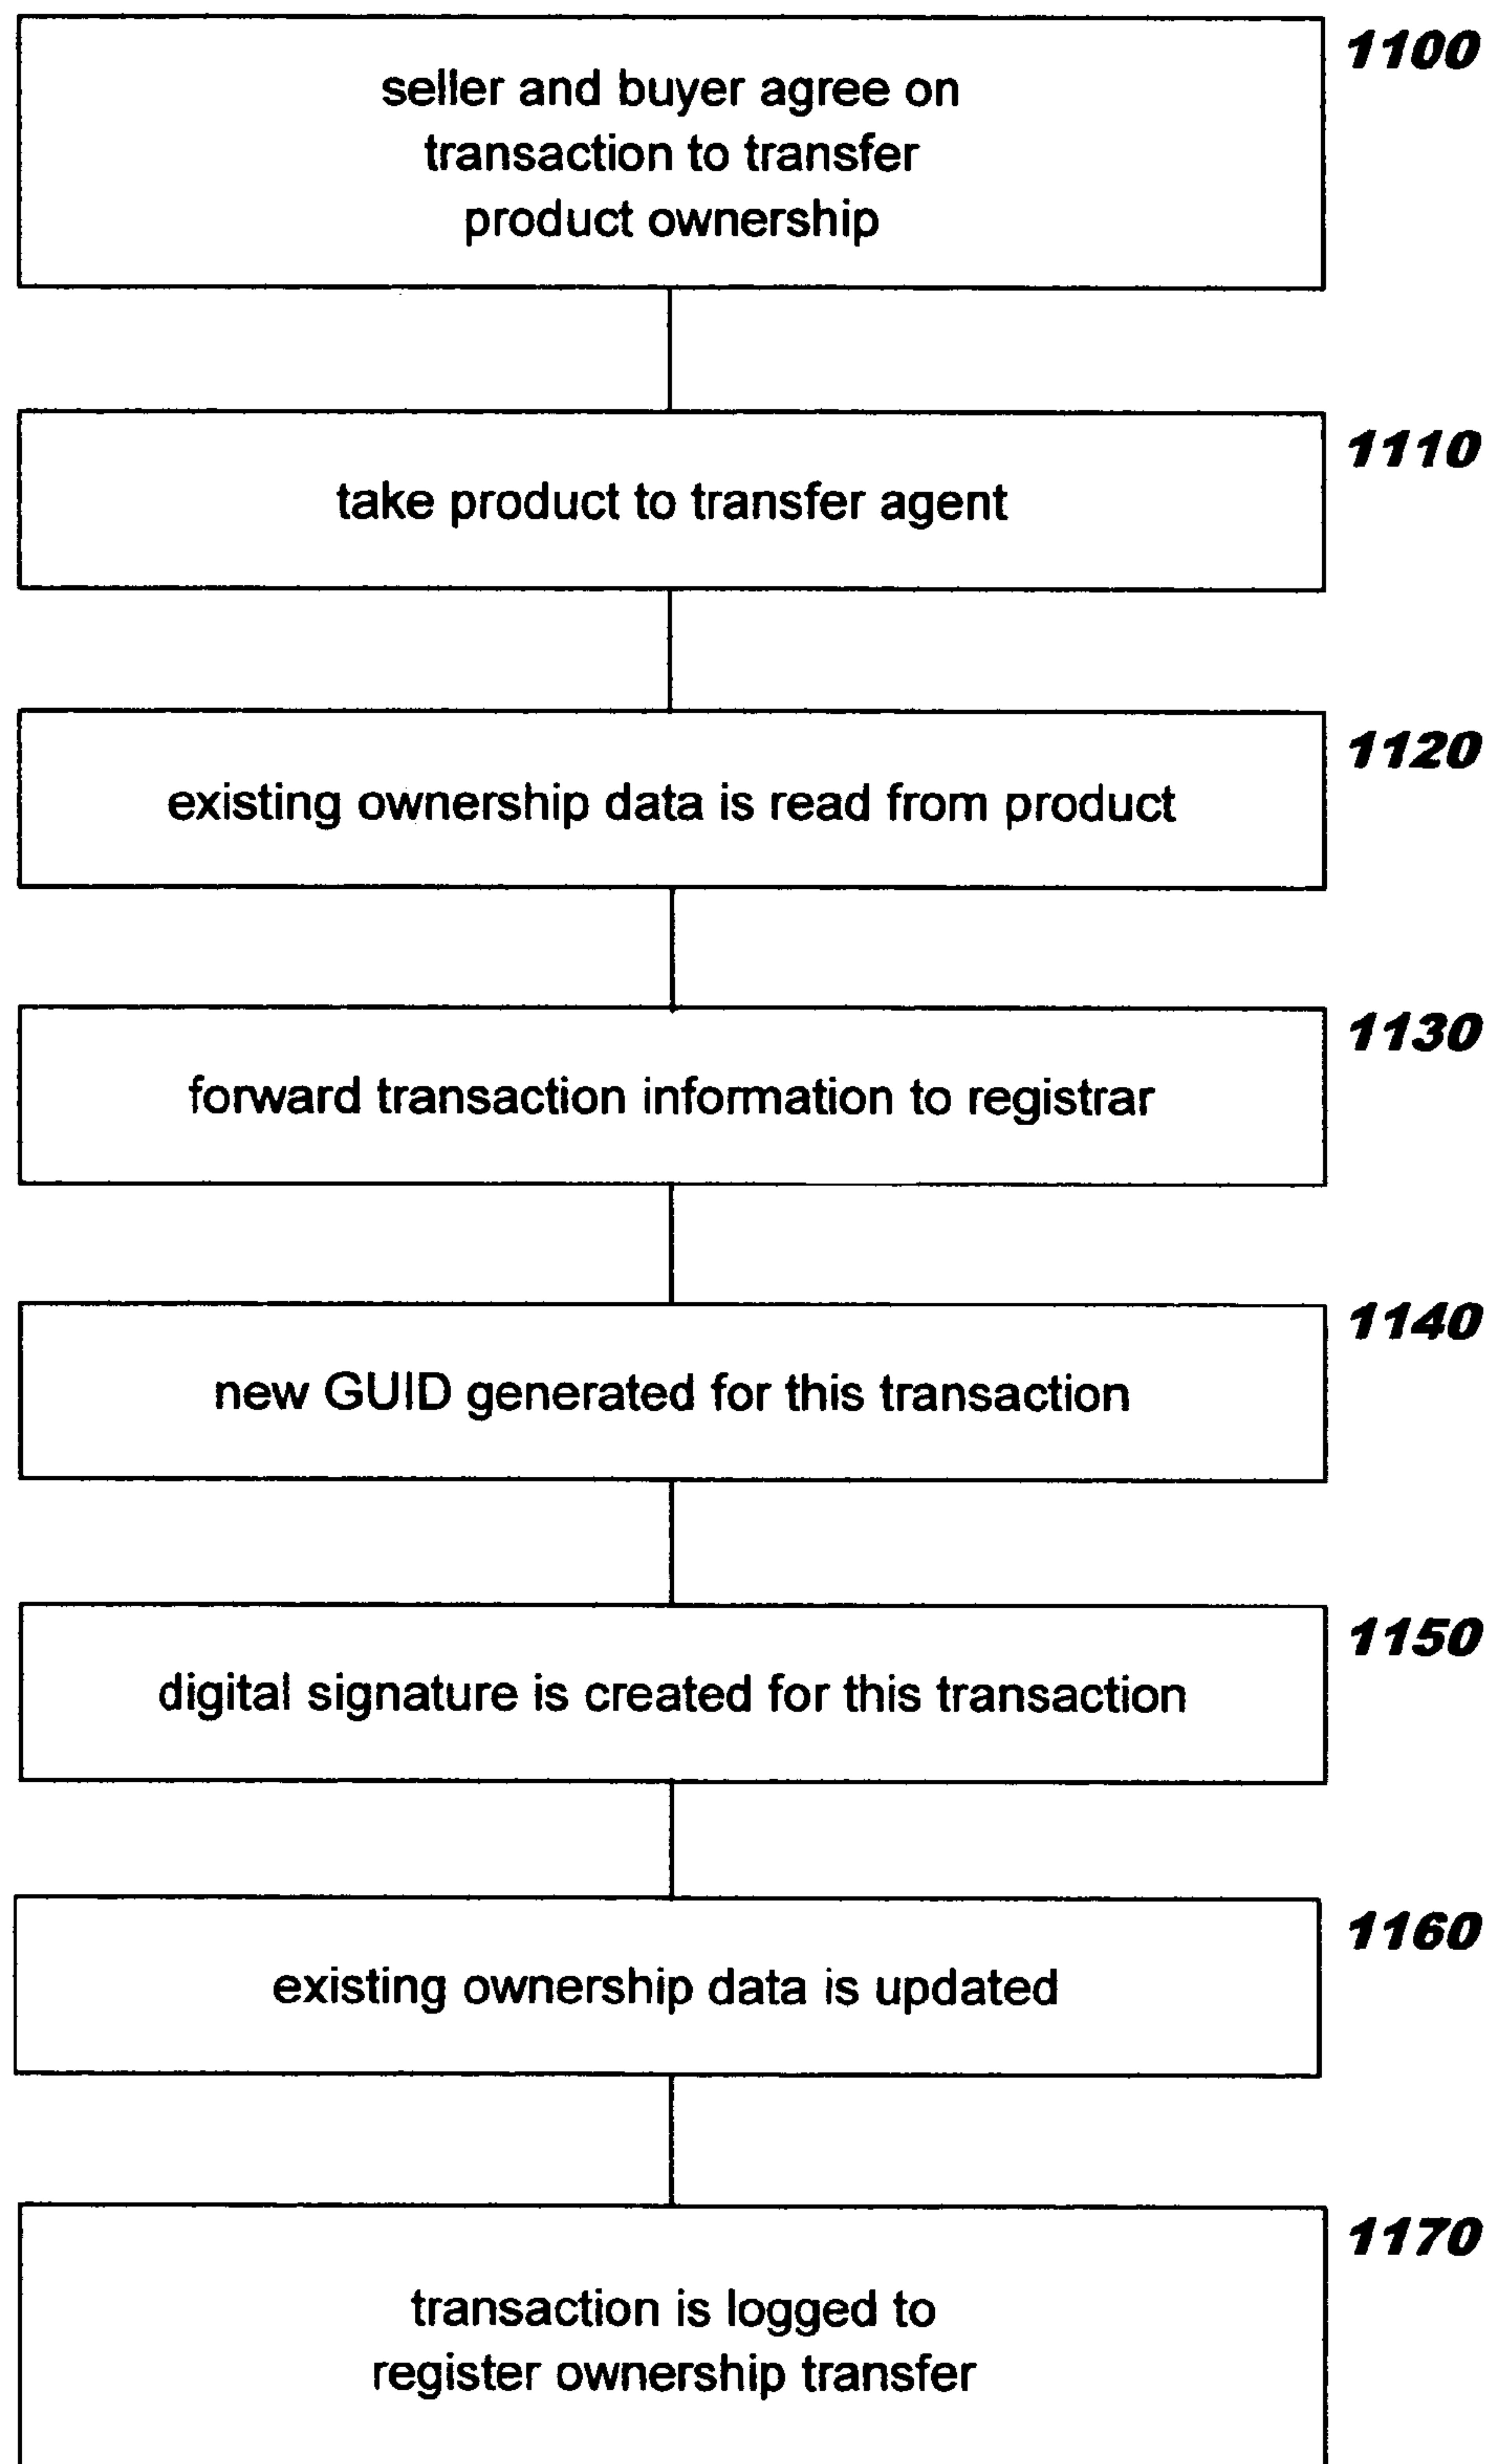 1100
seller and buyer agree on
transaction to transfer
product ownership
1110
take product to transfer agent
1120
existing ownership data is read from product
1130
forward transaction information to registrar
1140
new GUID generated for this transaction
1150
digital signature is created for this transaction
1160
existing ownership data is updated
1170
transaction is logged to
register ownership transfer